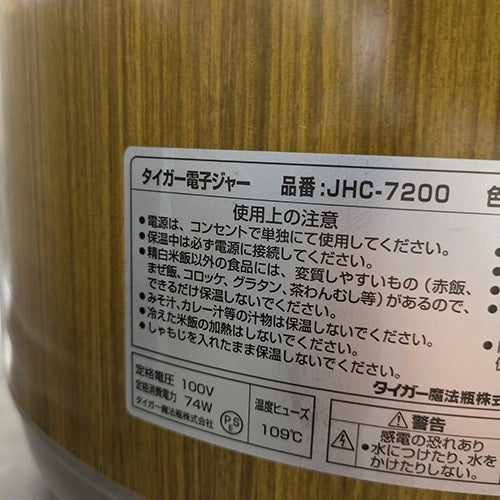 タイガー電子ジャー 品番:JHC-7200 色
使用上の注意
●電源は、コンセントで単独にて使用してください。
●保温中は必ず電源に接続してください。
●精白米飯以外の食品には、変質しやすいもの(赤飯、
まぜ飯、コロッケ、グラタン、茶わんむし等)があるので、
できるだけ保温しないでください。
●みそ汁、カレー汁等の汁物は保温しないでください。
●冷えた米飯の加熱はしないでください。
●しゃもじを入れたまま保温しないでください。
タイガー魔法瓶株式
定格電圧 100V
定格消費電力 74W
タイガー魔法瓶株式会社
PSE
温度ヒューズ
109℃
⚠警告
感電の恐れあり
●水につけたり、水を
かけたりしない。